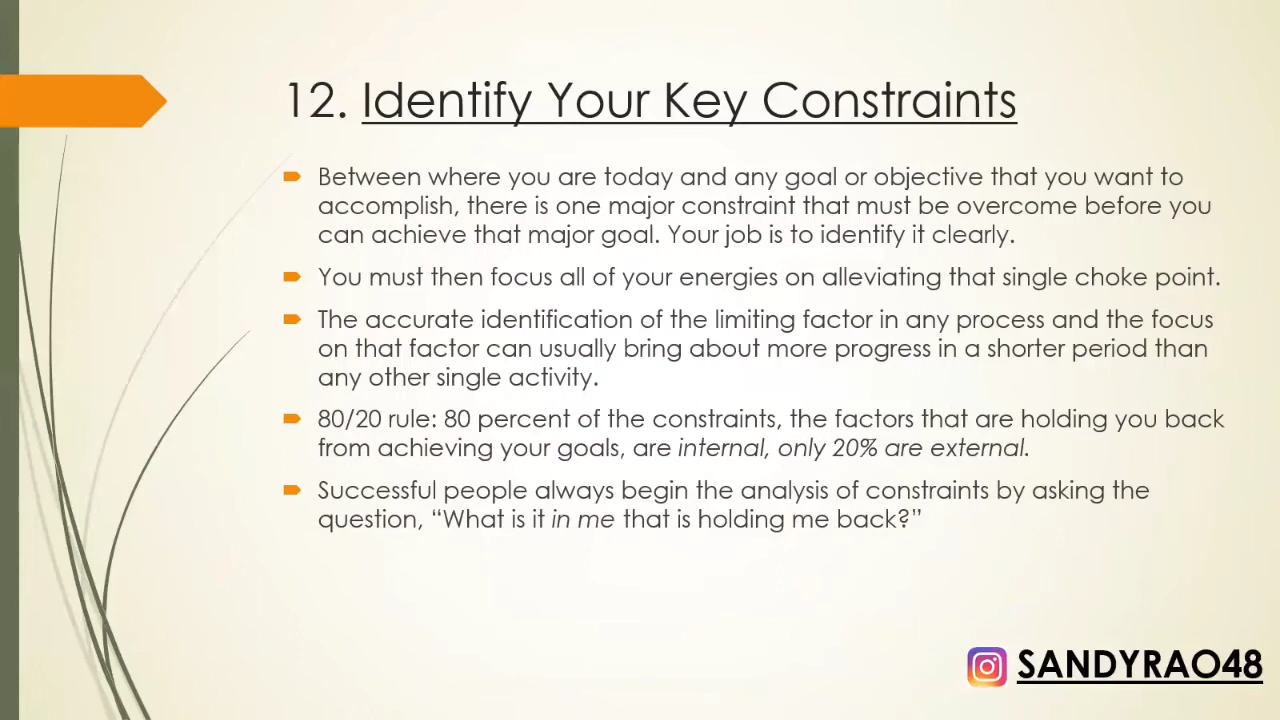 12. Identify Your Key Constraints
Between where you are today and any goal or objective that you want to
accomplish, there is one major constraint that must be overcome before you
can achieve that major goal. Your job is to identify it clearly.
You must then focus all of your energies on alleviating that single choke point.
The accurate identification of the limiting factor in any process and the focus
on that factor can usually bring about more progress in a shorter period than
any other single activity.
80/20 rule: 80 percent of the constraints, the factors that are holding you back
from achieving your goals, are internal, only 20% are external.
Successful people always begin the analysis of constraints by asking the
question, “What is it in me that is holding me back?”
SANDYRAO48